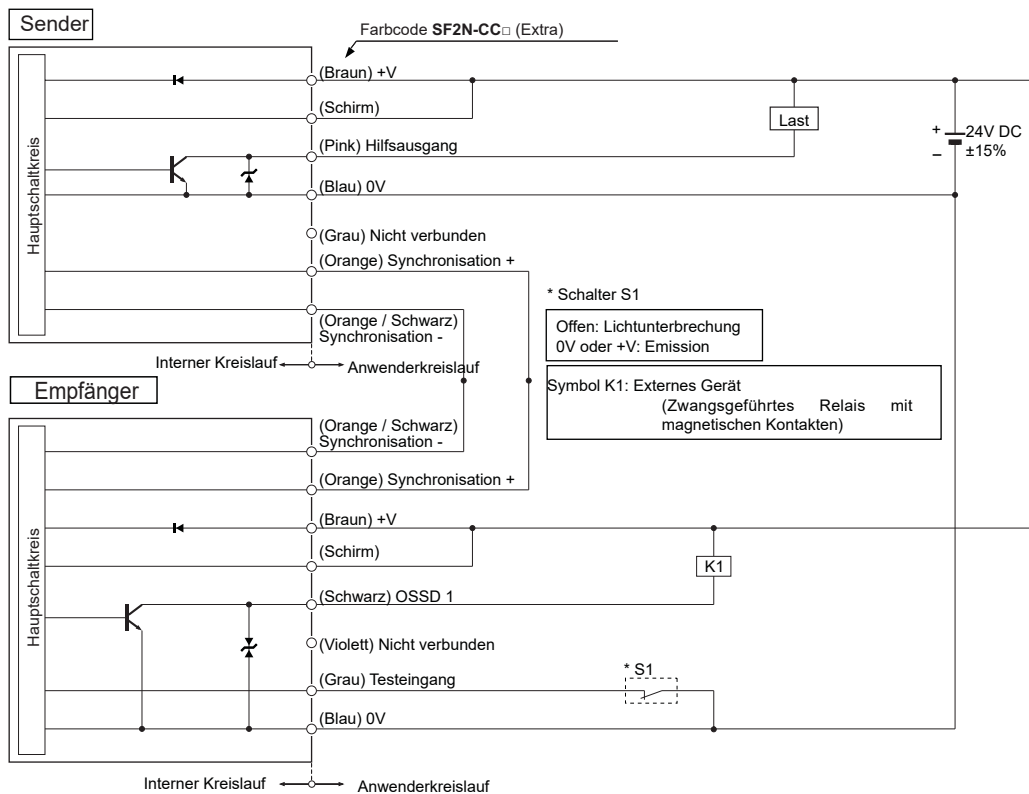 Sender
Farbcode SF2N-CC□ (Extra)
Hauptschaltkreis
(Braun) +V
(Schirm)
(Pink) Hilfsausgang
(Blau) 0V
(Grau) Nicht verbunden
(Orange) Synchronisation +
(Orange / Schwarz)
Synchronisation -
Last
+
–
24V DC
±15%
Interner Kreislauf
Anwenderkreislauf
* Schalter S1
Offen: Lichtunterbrechung
0V oder +V: Emission
Symbol K1: Externes Gerät
(Zwangsgeführtes Relais mit
magnetischen Kontakten)
Empfänger
Hauptschaltkreis
(Orange / Schwarz)
Synchronisation -
(Orange) Synchronisation +
(Braun) +V
(Schirm)
K1
(Schwarz) OSSD 1
(Violett) Nicht verbunden
* S1
(Grau) Testeingang
(Blau) 0V
Interner Kreislauf
Anwenderkreislauf